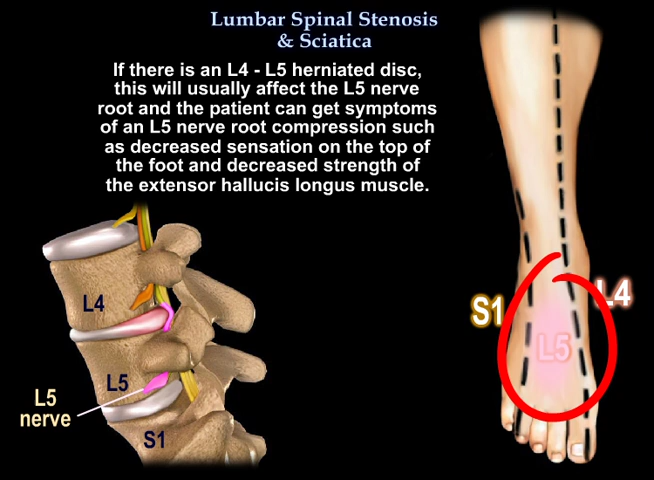 Lumbar Spinal Stenosis
& Sciatica
If there is an L4 - L5 herniated disc,
this will usually affect the L5 nerve
root and the patient can get symptoms
of an L5 nerve root compression such
as decreased sensation on the top of
the foot and decreased strength of
the extensor hallucis longus muscle.
L4
L5
L5
nerve
S1
S1
L4
L5